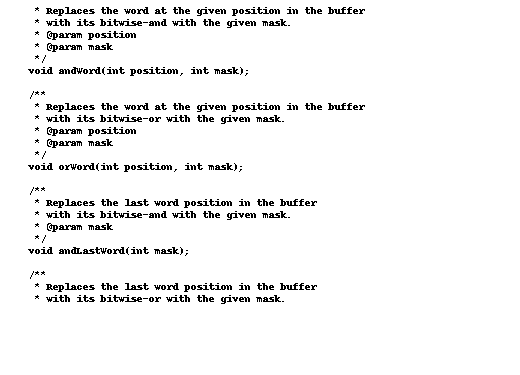 * Replaces the word at the given position in the buffer
* with its bitwise-and with the given mask.
* @param position
* @param mask
*/
void andWord(int position, int mask);
/**
* Replaces the word at the given position in the buffer
* with its bitwise-or with the given mask.
* @param position
* @param mask
*/
void orWord(int position, int mask);
/**
* Replaces the last word position in the buffer
* with its bitwise-and with the given mask.
* @param mask
*/
void andLastWord(int mask);
/**
* Replaces the last word position in the buffer
* with its bitwise-or with the given mask.